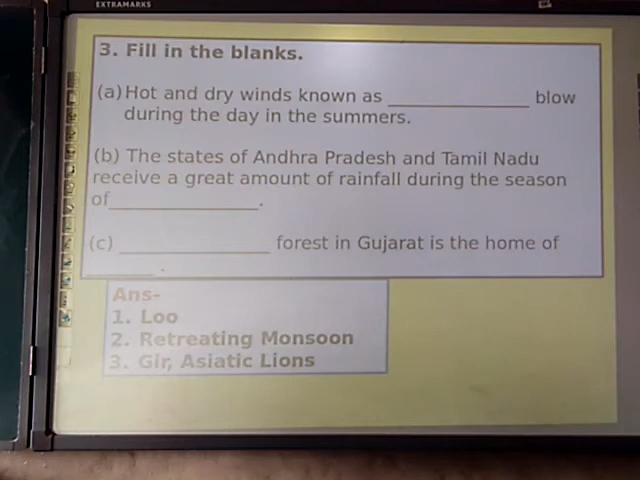 EXTRAMARKS
3. Fill in the blanks.
(a)Hot and dry winds known as ______________ blow
during the day in the summers.
(b) The states of Andhra Pradesh and Tamil Nadu
receive a great amount of rainfall during the season
of_______________.
(c) _______________ forest in Gujarat is the home of
_______ .
Ans-
1. Loo
2. Retreating Monsoon
3. Gir, Asiatic Lions